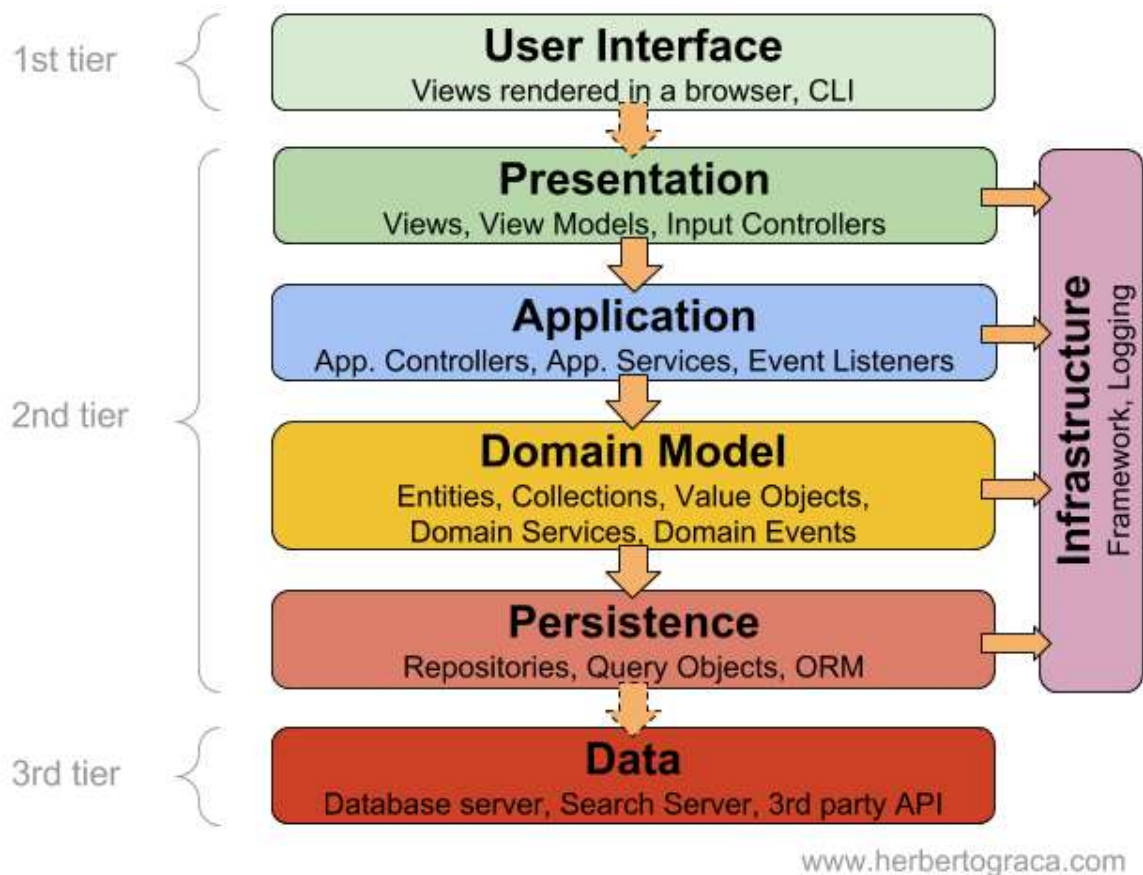 1st tier
User Interface
Views rendered in a browser, CLI
2nd tier
Presentation
Views, View Models, Input Controllers
Application
App. Controllers, App. Services, Event Listeners
Domain Model
Entities, Collections, Value Objects,
Domain Services, Domain Events
Persistence
Repositories, Query Objects, ORM
Infrastructure
Framework, Logging
3rd tier
Data
Database server, Search Server, 3rd party API
www.herbertograca.com